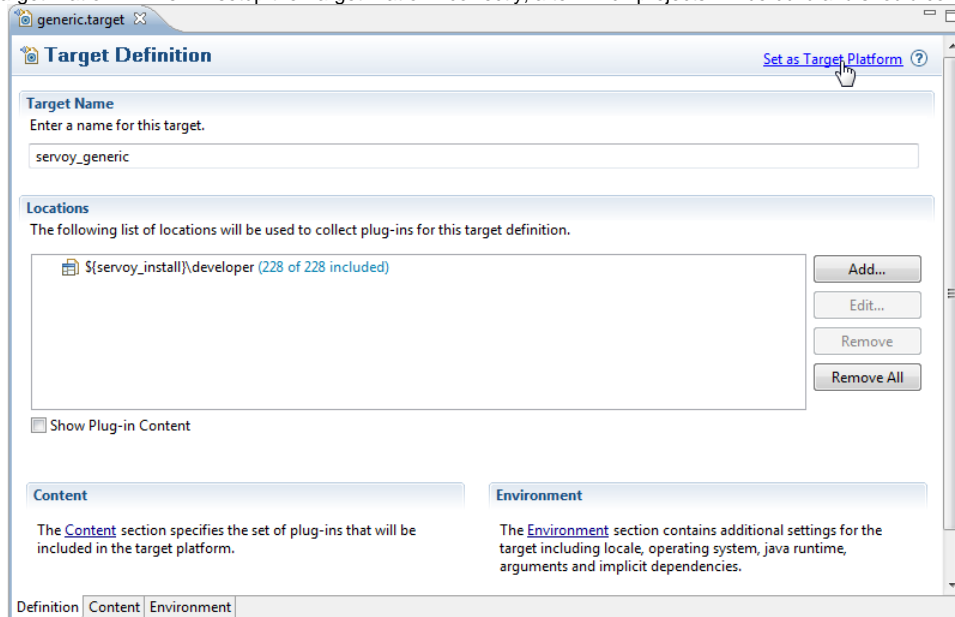 generic.target
Target Definition
Set as Target Platform
Target Name
Enter a name for this target.
servoy_generic
Locations
The following list of locations will be used to collect plug-ins for this target definition.
${servoy_install}\developer (228 of 228 included)
Add...
Edit...
Remove
Remove All
Show Plug-in Content
Content
The Content section specifies the set of plug-ins that will be
included in the target platform.
Environment
The Environment section contains additional settings for the
target including locale, operating system, java runtime,
arguments and implicit dependencies.
Definition Content Environment